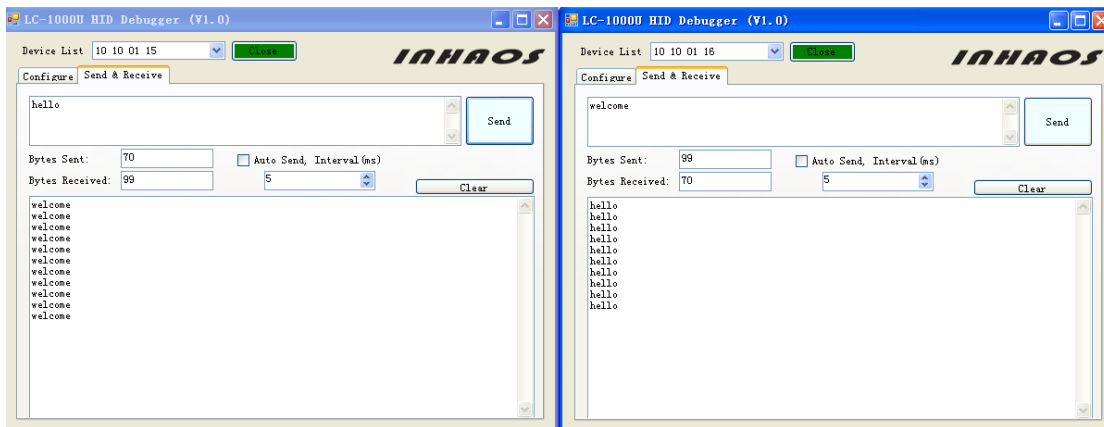 LC-1000U HID Debugger (V1.0)
Device List 10 10 01 15 Close
INHAOS
Configure Send & Receive
hello
Send
Bytes Sent: 70 Auto Send, Interval(ms)
Bytes Received: 99 5 Clear
welcome
welcome
welcome
welcome
welcome
welcome
welcome
welcome
welcome
welcome
welcome
LC-1000U HID Debugger (V1.0)
Device List 10 10 01 16 Close
INHAOS
Configure Send & Receive
welcome
Send
Bytes Sent: 99 Auto Send, Interval(ms)
Bytes Received: 70 5 Clear
hello
hello
hello
hello
hello
hello
hello
hello
hello
hello